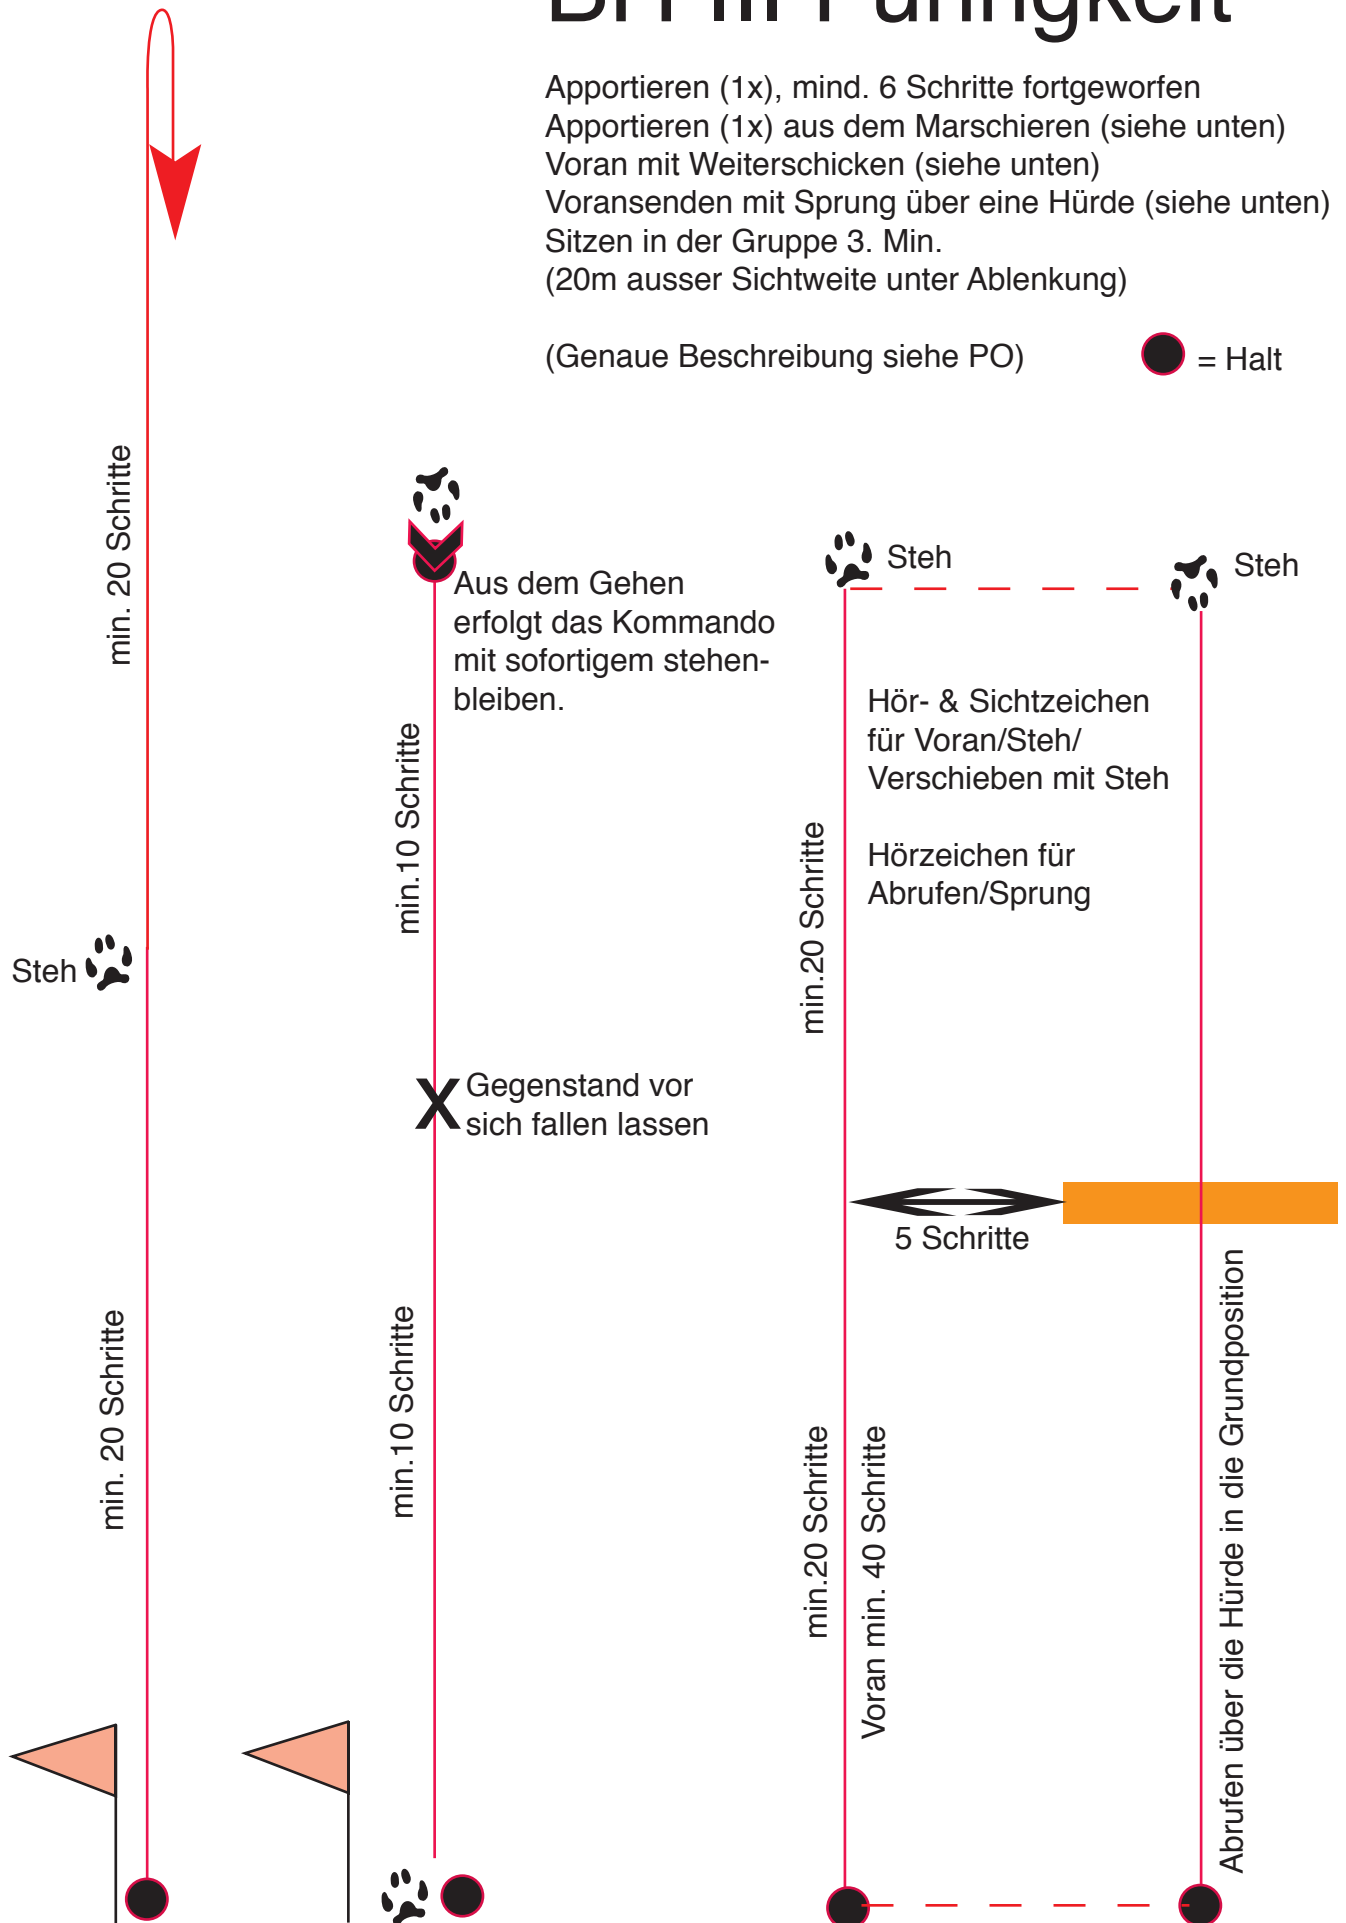 BH III Führigkeit
Apportieren (1x), mind. 6 Schritte fortgeworfen
Apportieren (1x) aus dem Marschieren (siehe unten)
Voran mit Weiterschicken (siehe unten)
Voransenden mit Sprung über eine Hürde (siehe unten)
Sitzen in der Gruppe 3. Min.
(20m ausser Sichtweite unter Ablenkung)
(Genaue Beschreibung siehe PO)
= Halt
min. 20 Schritte
Steh
min. 20 Schritte
Aus dem Gehen
erfolgt das Kommando
mit sofortigem stehen-
bleiben.
min.10 Schritte
X
Gegenstand vor
sich fallen lassen
min.10 Schritte
Steh
Steh
Hör- & Sichtzeichen
für Voran/Steh/
Verschieben mit Steh
Hörzeichen für
Abrufen/Sprung
min.20 Schritte
5 Schritte
min.20 Schritte
Voran min. 40 Schritte
Abrufen über die Hürde in die Grundposition